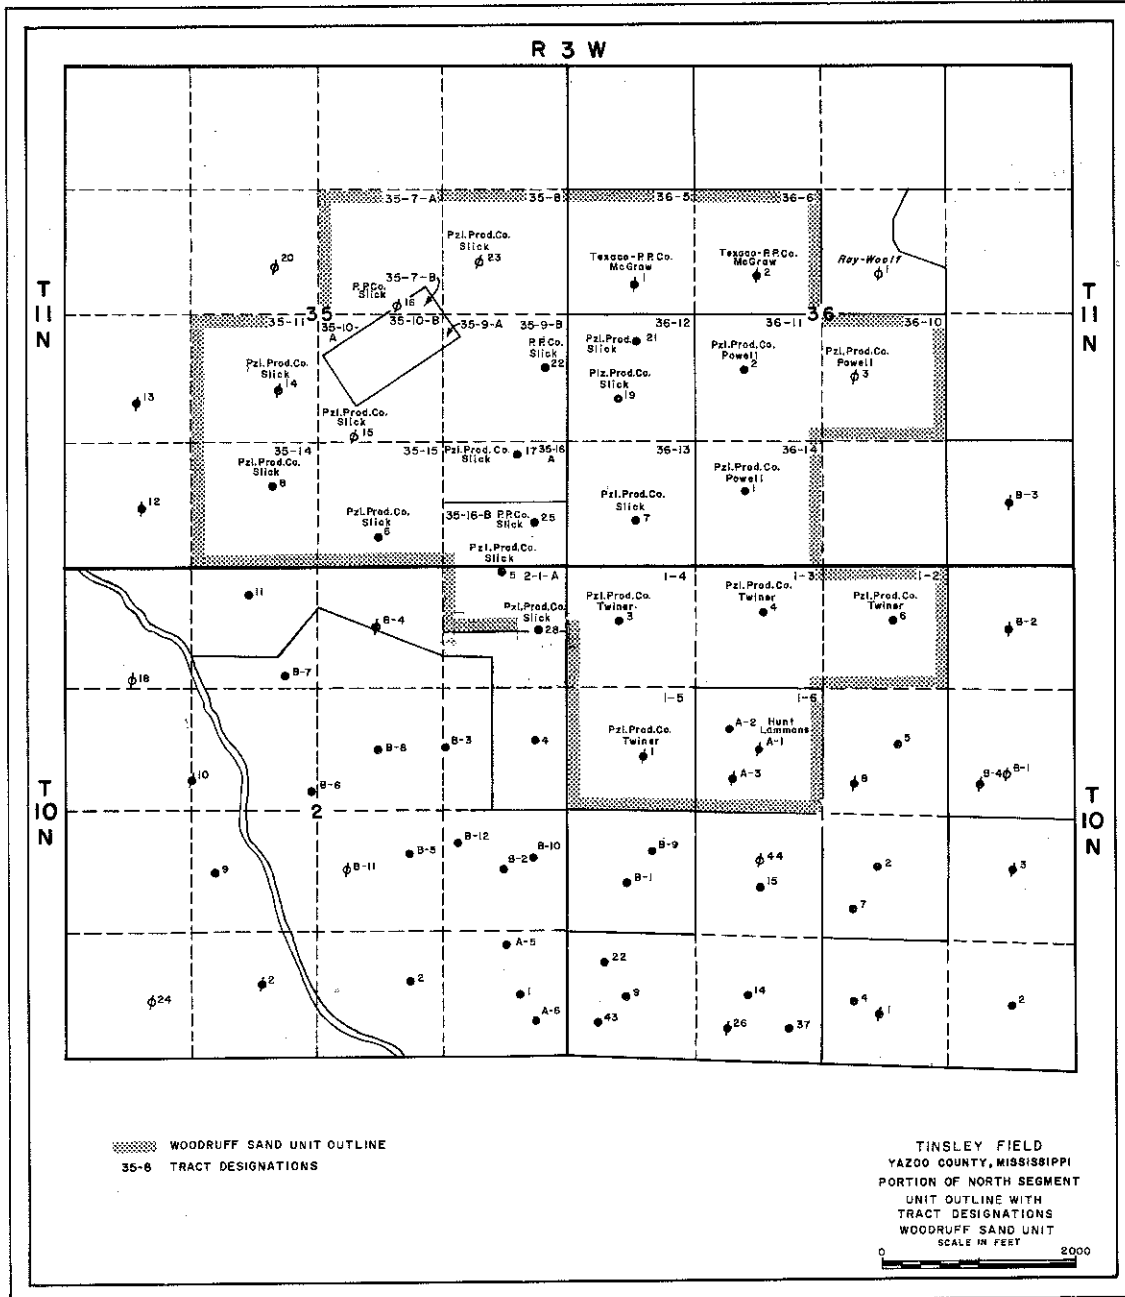 R 3 W
35-7-A
35-8
36-5
36-6
Pzl.Prod.Co.
Slick
23
20
Texaco-P.P.Co.
McGraw
1
Texaco-P.P.Co.
McGraw
2
Roy-Woolf
1
T
11
N
T
11
N
35-7-B
P.P.Co.
Slick
16
35-11
35
35-10-
A
35-10-B
35-9-A
35-9-B
36-12
36-11
36
36-10
Pzl.Prod.Co.
Slick
14
P.P.Co.
Slick
22
Pzl.Prod.Co.
Slick
21
Plz.Prod.Co.
Slick
19
Pzl.Prod.Co.
Powell
2
Pzl.Prod.Co.
Powell
3
13
Pzl.Prod.Co.
Slick
15
35-14
35-15
Pzl.Prod.Co.
Slick
17
35-16
A
36-13
36-14
Pzl.Prod.Co.
Slick
8
Pzl.Prod.Co.
Powell
1
12
B-3
Pzl.Prod.Co.
Slick
6
35-16-B
P.P.Co.
Slick
25
Pzl.Prod.Co.
Slick
7
Pzl.Prod.Co.
Slick
5
2-1-A
1-4
1-3
1-2
11
B-4
Pzl.Prod.Co.
Slick
28
Pzl.Prod.Co.
Twiner
3
Pzl.Prod.Co.
Twiner
4
Pzl.Prod.Co.
Twiner
6
B-2
18
B-7
1-5
1-6
B-8
B-3
4
Pzl.Prod.Co.
Twiner
1
A-2
Hunt
Lammons
A-1
A-3
5
8
B-4
B-1
10
B-6
T
10
N
2
T
10
N
9
B-11
B-5
B-12
B-2
B-10
B-9
B-1
44
15
2
7
3
A-5
24
2
2
1
A-6
22
9
43
14
26
37
4
1
2
WOODRUFF SAND UNIT OUTLINE
35-8 TRACT DESIGNATIONS
TINSLEY FIELD
YAZOO COUNTY, MISSISSIPPI
PORTION OF NORTH SEGMENT
UNIT OUTLINE WITH
TRACT DESIGNATIONS
WOODRUFF SAND UNIT
SCALE IN FEET
0 2000